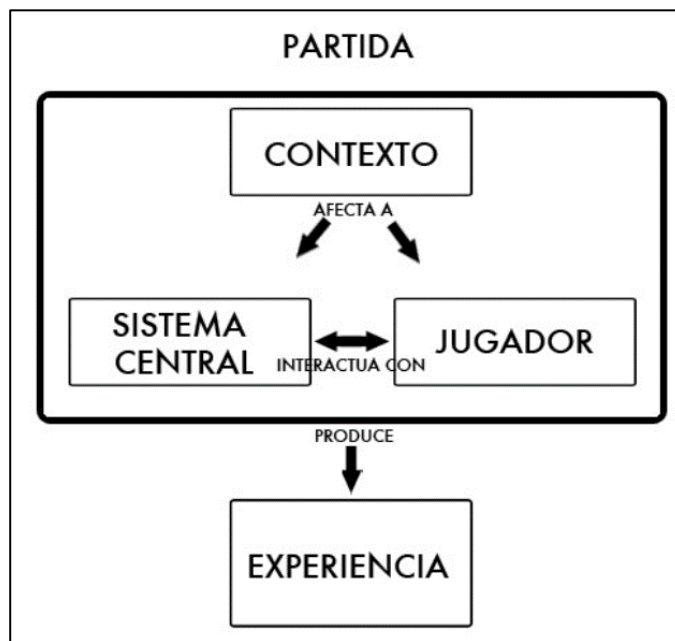 PARTIDA
CONTEXTO
AFECTA A
SISTEMA
CENTRAL
INTERACTUA CON
JUGADOR
PRODUCE
EXPERIENCIA